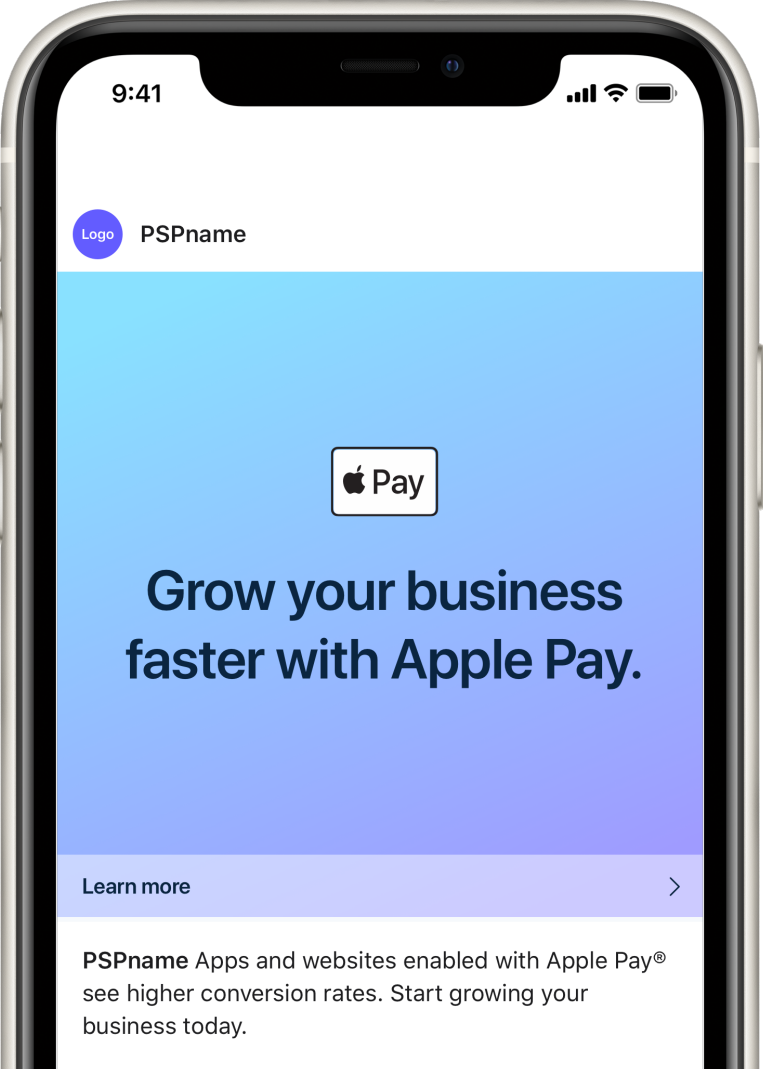 9:41
Logo
PSPname
Pay
Grow your business
faster with Apple Pay.
Learn more
PSPname Apps and websites enabled with Apple Pay®
see higher conversion rates. Start growing your
business today.